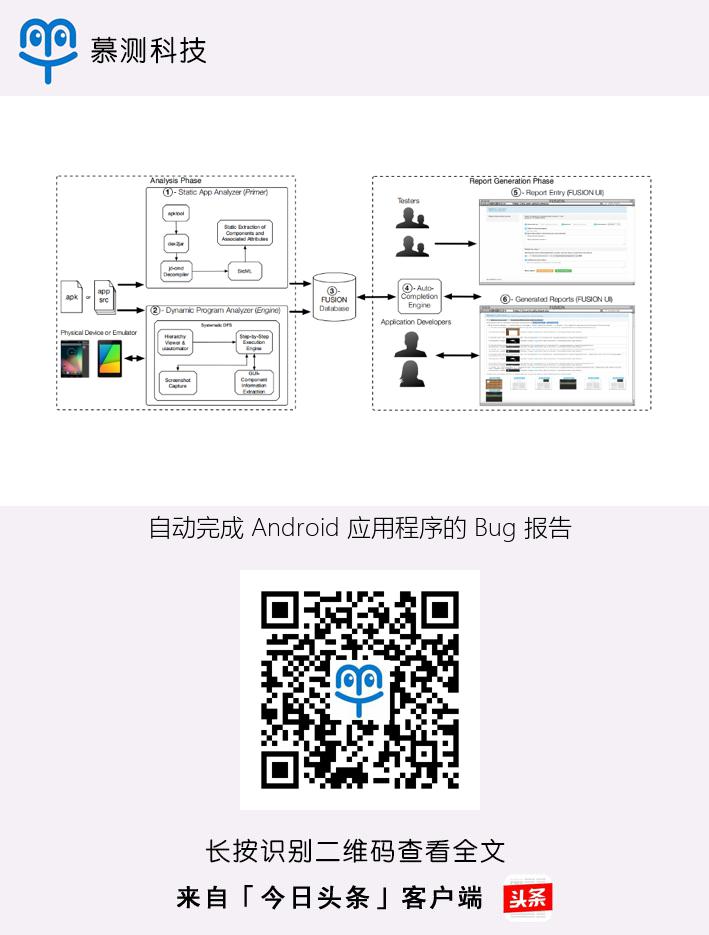 慕测科技
Analysis Phase
Report Generation Phase
1 - Static App Analyzer (Primer)
apktool
dex2jar
jd-cmd
Decompiler
Static Extraction of
Components and
Associated Attributes
SrcML
apk
or
app
src
2 - Dynamic Program Analyzer (Engine)
Physical Device or Emulator
Systematic DFS
Hierarchy
Viewer &
uiautomator
Step-by-Step
Execution
Engine
Screenshot
Capture
GUI-
Component
Information
Extraction
3 -
FUSION
Database
Testers
4 - Auto-
Completion
Engine
Application Developers
5 - Report Entry (FUSION UI)
FUSION
6 - Generated Reports (FUSION UI)
FUSION
自动完成 Android 应用程序的 Bug 报告
长按识别二维码查看全文
来自「今日头条」客户端
头条